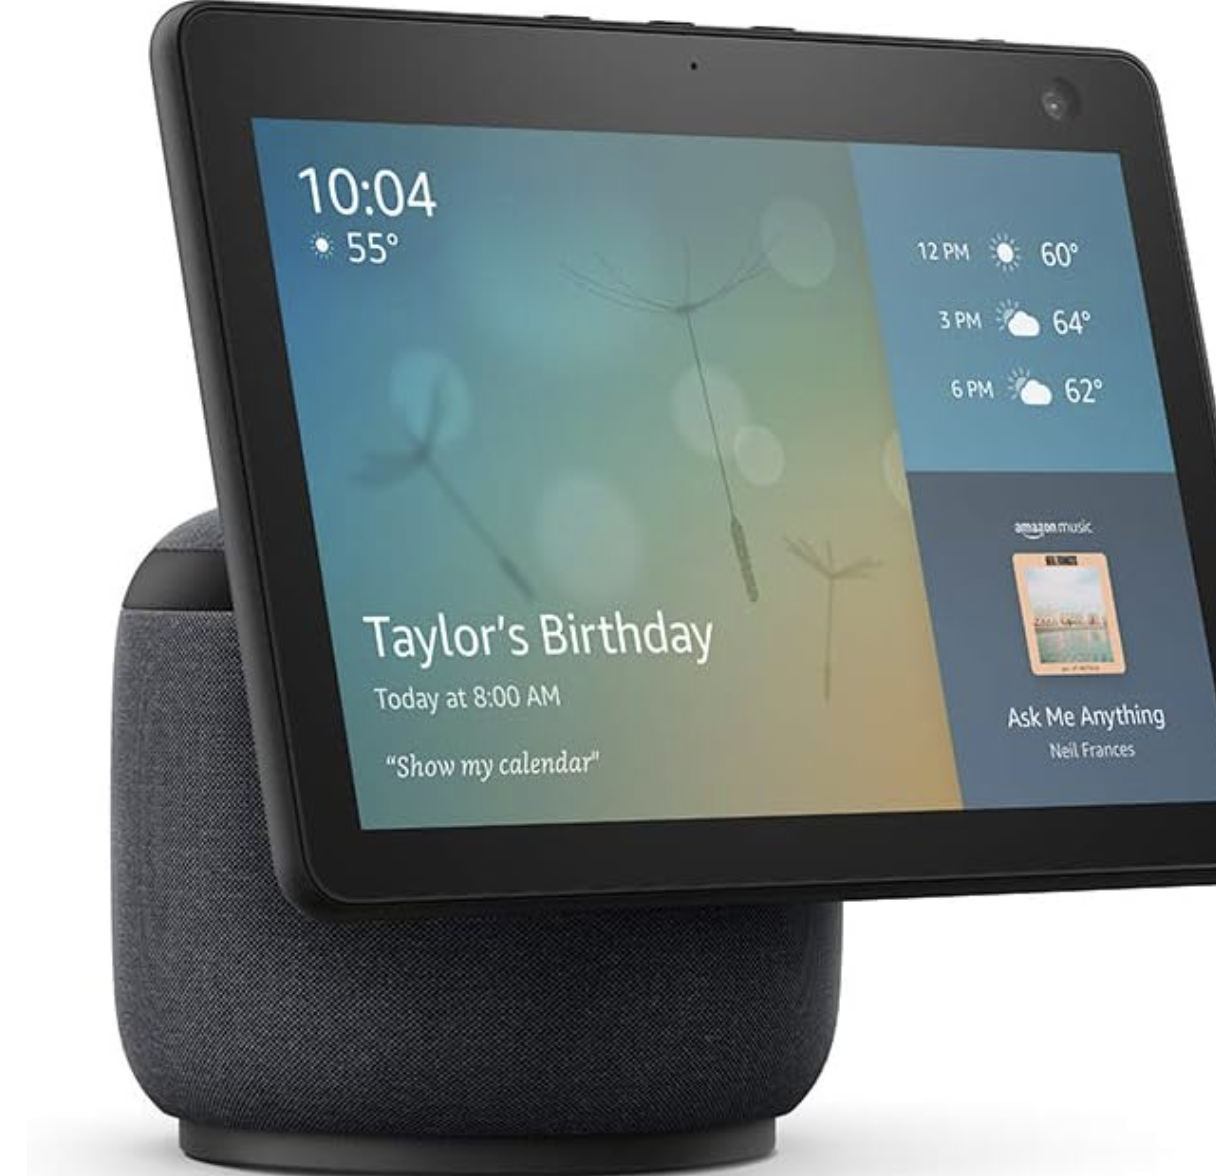 10:04
55°
12 PM 60°
3 PM 64°
6 PM 62°
amazon music
Ask Me Anything
Neil Frances
Taylor's Birthday
Today at 8:00 AM
“Show my calendar”